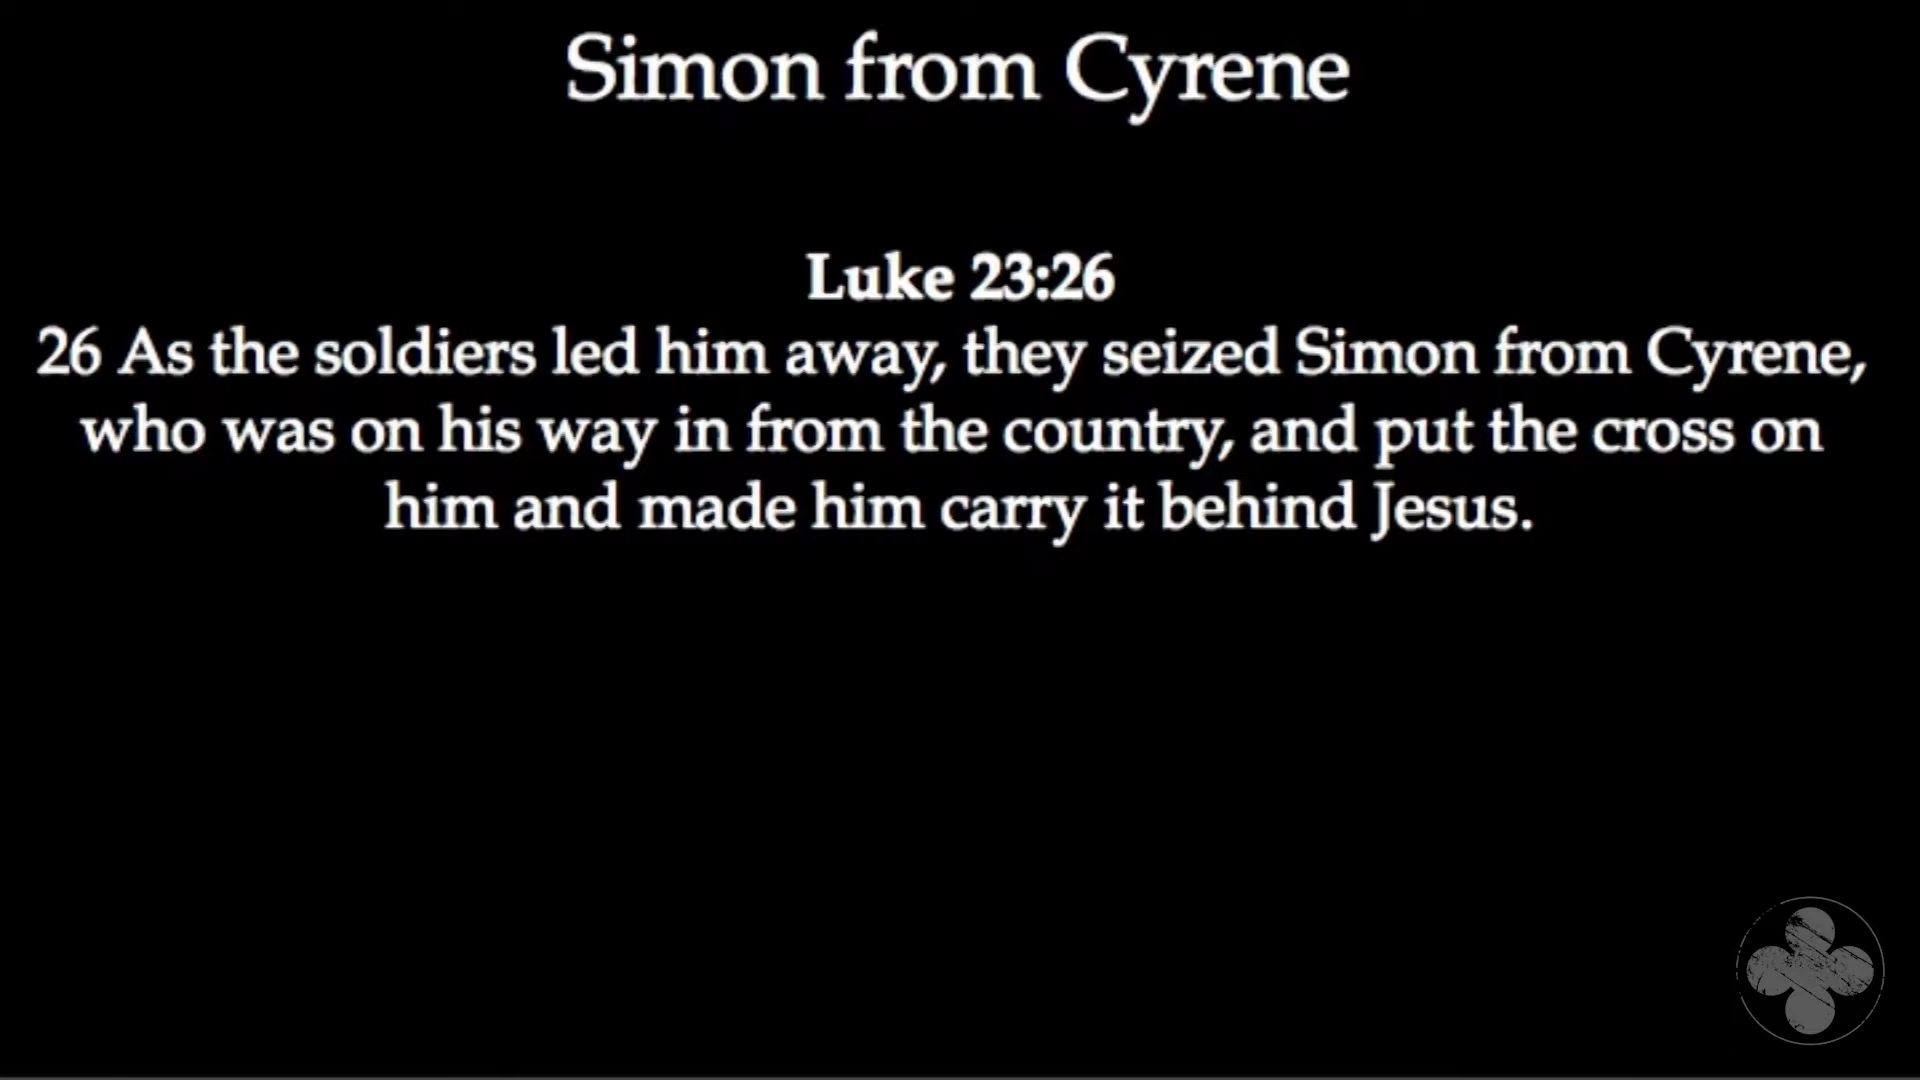 Simon from Cyrene
Luke 23:26
26 As the soldiers led him away, they seized Simon from Cyrene,
who was on his way in from the country, and put the cross on
him and made him carry it behind Jesus.